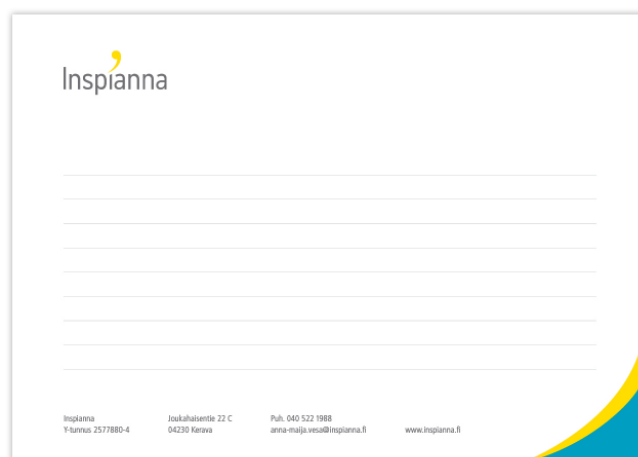 Inspianna
Inspianna
Y-tunnus 2577880-4
Joukahaisentie 22 C
04230 Kerava
Puh. 040 522 1988
anna-maija.vesa@inspianna.fi
www.inspianna.fi